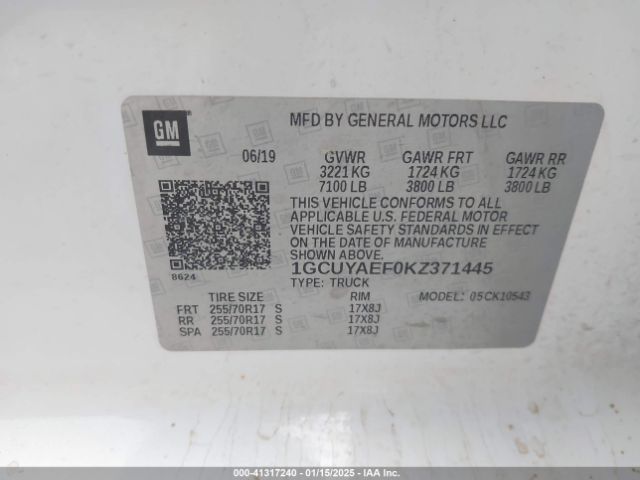 GM
MFD BY GENERAL MOTORS LLC
06/19 GVWR GAWR FRT GAWR RR
3221 KG 1724 KG 1724 KG
7100 LB 3800 LB 3800 LB
THIS VEHICLE CONFORMS TO ALL
APPLICABLE U.S. FEDERAL MOTOR
VEHICLE SAFETY STANDARDS IN EFFECT
ON THE DATE OF MANUFACTURE
SHOWN ABOVE.
8624
1GCUYAEF0KZ371445
TYPE: TRUCK
TIRE SIZE RIM MODEL: 05CK10543
FRT 255/70R17 S 17X8J
RR 255/70R17 S 17X8J
SPA 255/70R17 S 17X8J
000-41317240 - 01/15/2025 - IAA Inc.